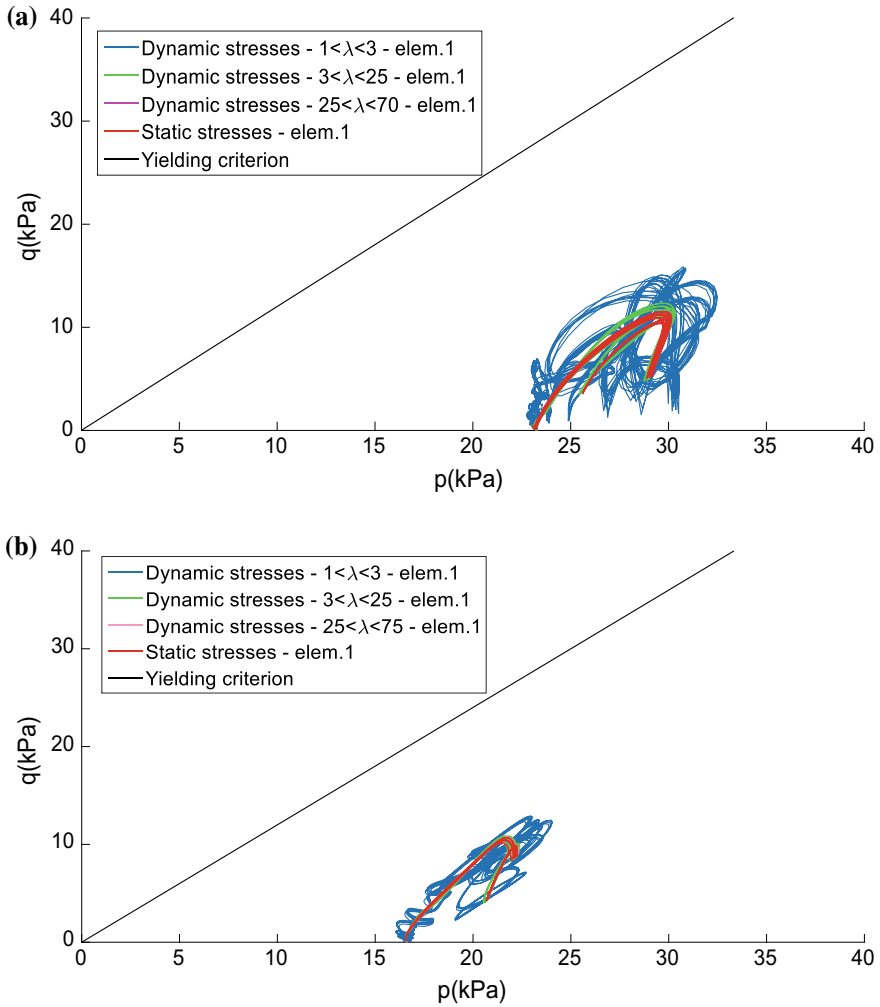 (a)
40
30
20
10
0
q(kPa)
Dynamic stresses - 1<λ<3 - elem.1
Dynamic stresses - 3<λ<25 - elem.1
Dynamic stresses - 25<λ<70 - elem.1
Static stresses - elem.1
Yielding criterion
0 5 10 15 20 25 30 35 40
p(kPa)
(b)
40
30
20
10
0
q(kPa)
Dynamic stresses - 1<λ<3 - elem.1
Dynamic stresses - 3<λ<25 - elem.1
Dynamic stresses - 25<λ<75 - elem.1
Static stresses - elem.1
Yielding criterion
0 5 10 15 20 25 30 35 40
p(kPa)